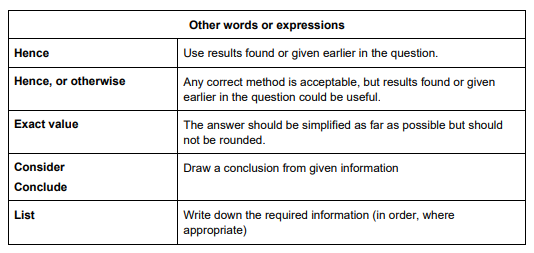 Other words or expressions
Hence
Use results found or given earlier in the question.
Hence, or otherwise
Any correct method is acceptable, but results found or given
earlier in the question could be useful.
Exact value
The answer should be simplified as far as possible but should
not be rounded.
Consider
Conclude
Draw a conclusion from given information
List
Write down the required information (in order, where
appropriate)